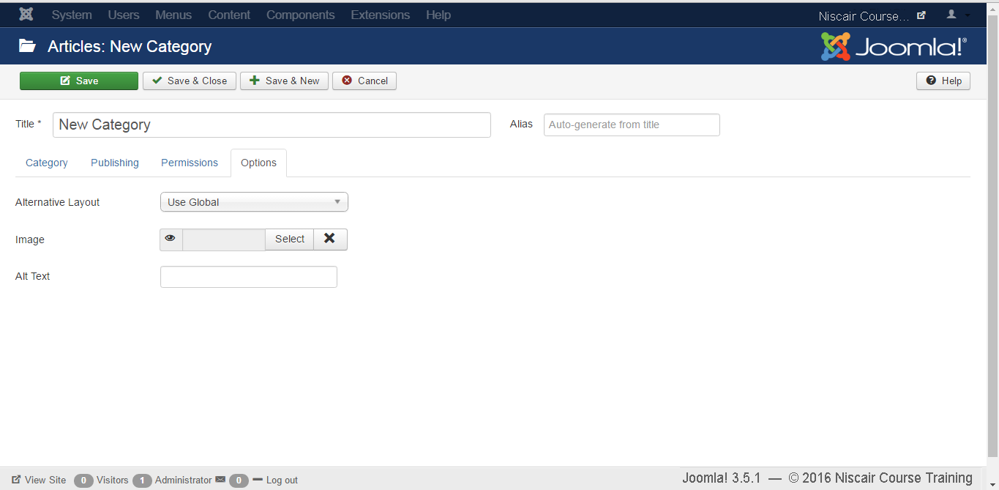 System Users Menus Content Components Extensions Help Niscair Course...
Articles: New Category Joomla!®
Save Save & Close Save & New Cancel Help
Title * New Category Alias Auto-generate from title
Category Publishing Permissions Options
Alternative Layout Use Global
Image Select
Alt Text
View Site 0 Visitors 1 Administrator 0 Log out Joomla! 3.5.1 — © 2016 Niscair Course Training